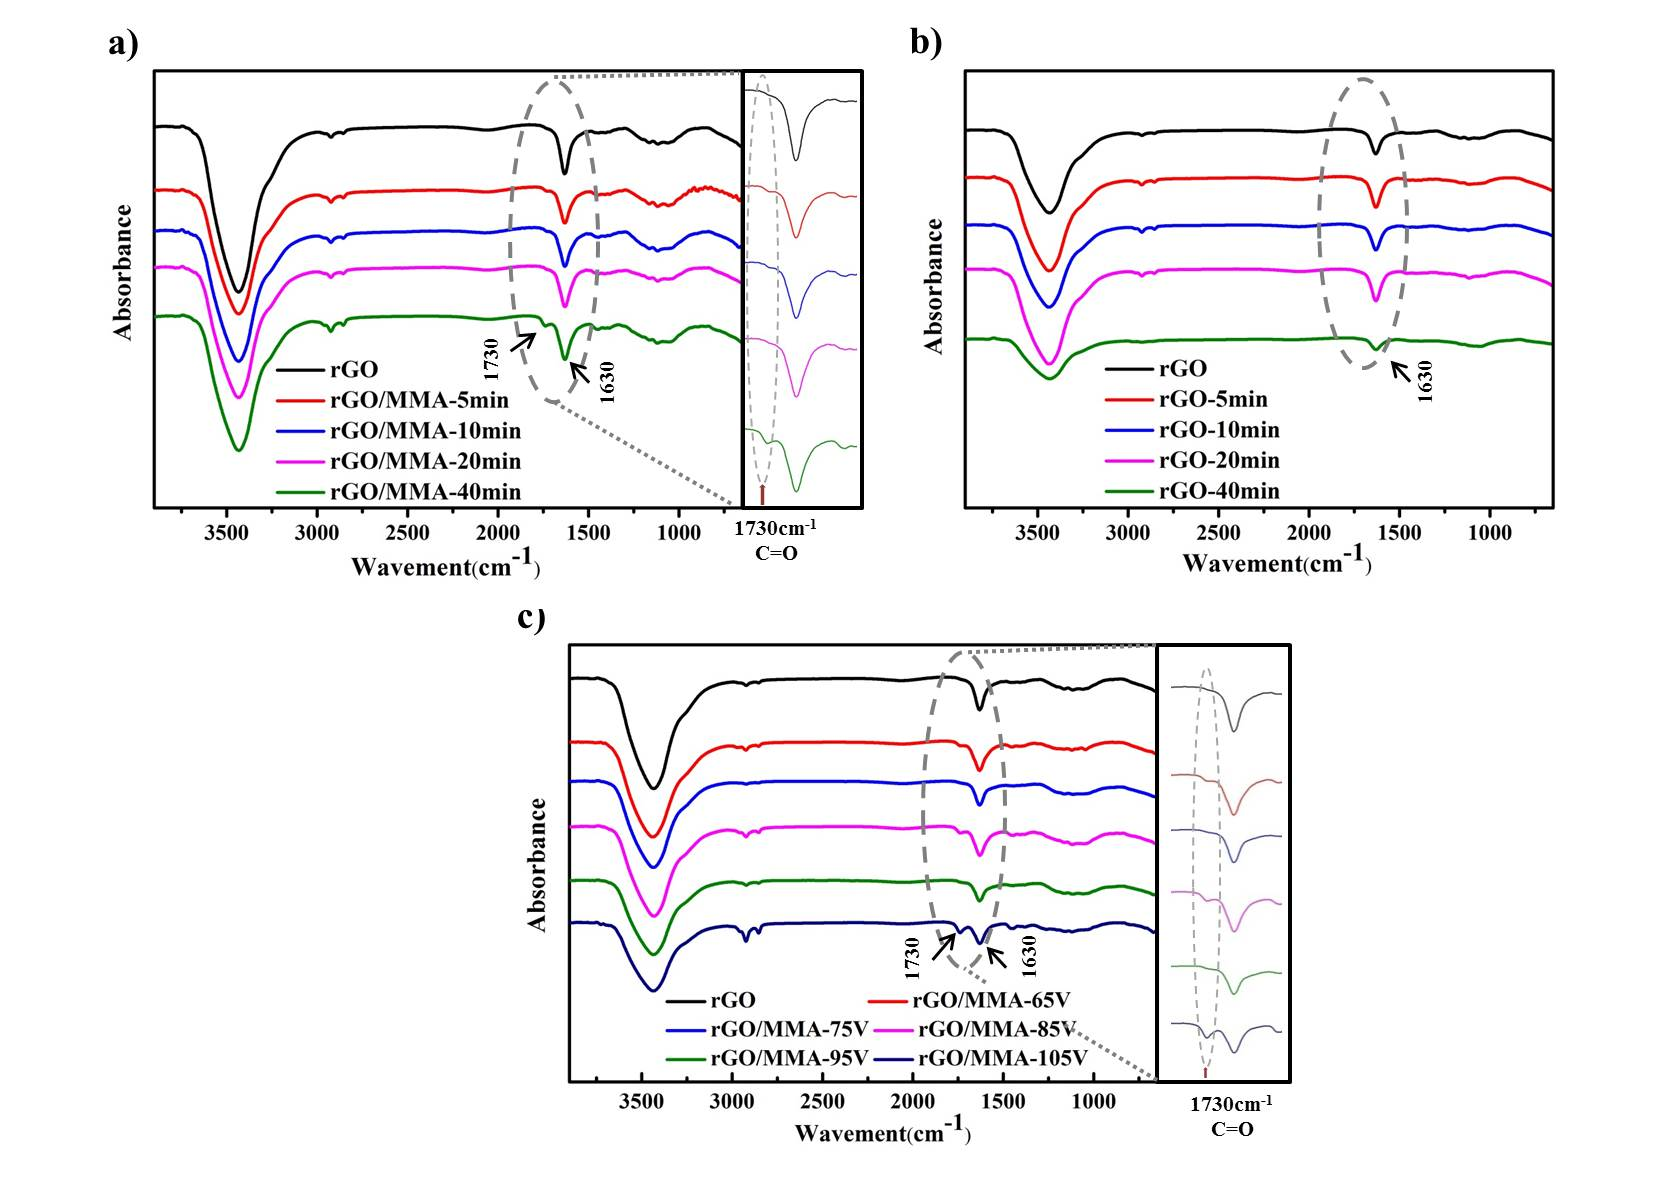 a)
Absorbance
1730
1630
rGO
rGO/MMA-5min
rGO/MMA-10min
rGO/MMA-20min
rGO/MMA-40min
3500 3000 2500 2000 1500 1000
Wavement(cm-1)
1730cm-1
C=O
b)
Absorbance
1630
rGO
rGO-5min
rGO-10min
rGO-20min
rGO-40min
3500 3000 2500 2000 1500 1000
Wavement(cm-1)
c)
Absorbance
1730
1630
rGO rGO/MMA-65V
rGO/MMA-75V rGO/MMA-85V
rGO/MMA-95V rGO/MMA-105V
3500 3000 2500 2000 1500 1000
Wavement(cm-1)
1730cm-1
C=O